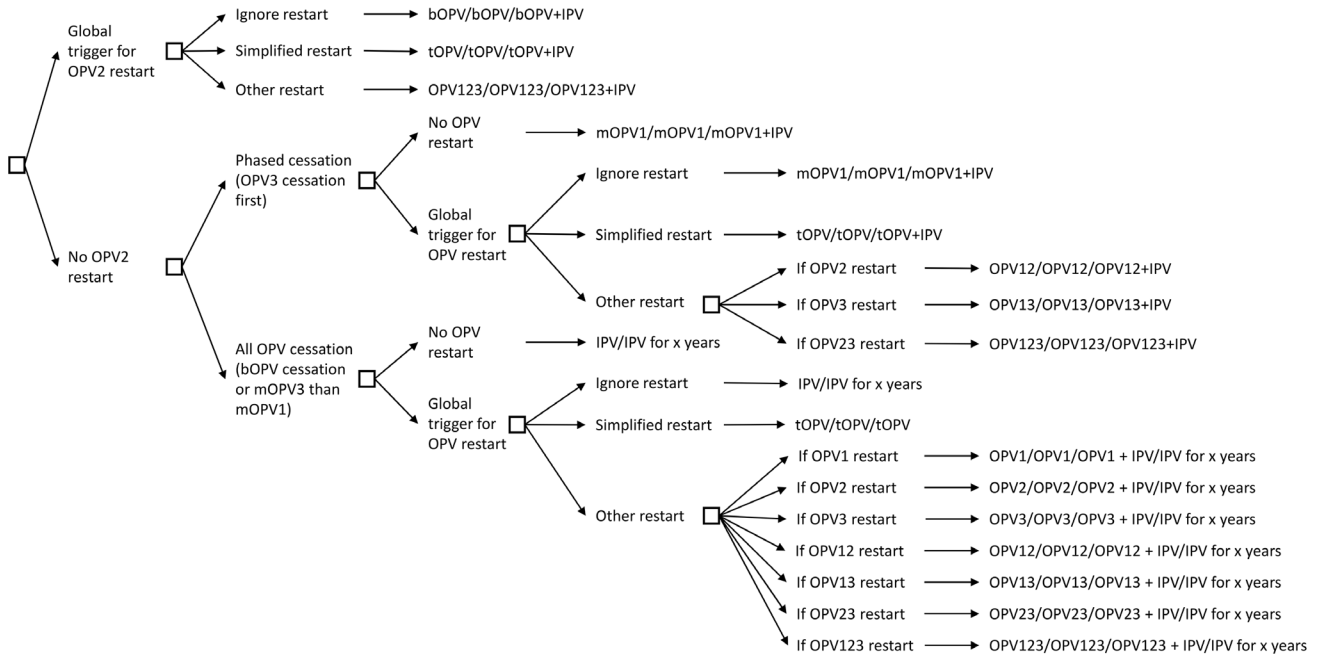 Global
trigger for
OPV2 restart
Ignore restart
bOPV/bOPV/bOPV+IPV
Simplified restart
tOPV/tOPV/tOPV+IPV
Other restart
OPV123/OPV123/OPV123+IPV
No OPV2
restart
Phased cessation
(OPV3 cessation
first)
No OPV
restart
mOPV1/mOPV1/mOPV1+IPV
Global
trigger for
OPV restart
Ignore restart
mOPV1/mOPV1/mOPV1+IPV
Simplified restart
tOPV/tOPV/tOPV+IPV
Other restart
If OPV2 restart
OPV12/OPV12/OPV12+IPV
If OPV3 restart
OPV13/OPV13/OPV13+IPV
If OPV23 restart
OPV123/OPV123/OPV123+IPV
All OPV cessation
(bOPV cessation
or mOPV3 than
mOPV1)
No OPV
restart
IPV/IPV for x years
Global
trigger for
OPV restart
Ignore restart
IPV/IPV for x years
Simplified restart
tOPV/tOPV/tOPV
Other restart
If OPV1 restart
OPV1/OPV1/OPV1 + IPV/IPV for x years
If OPV2 restart
OPV2/OPV2/OPV2 + IPV/IPV for x years
If OPV3 restart
OPV3/OPV3/OPV3 + IPV/IPV for x years
If OPV12 restart
OPV12/OPV12/OPV12 + IPV/IPV for x years
If OPV13 restart
OPV13/OPV13/OPV13 + IPV/IPV for x years
If OPV23 restart
OPV23/OPV23/OPV23 + IPV/IPV for x years
If OPV123 restart
OPV123/OPV123/OPV123 + IPV/IPV for x years